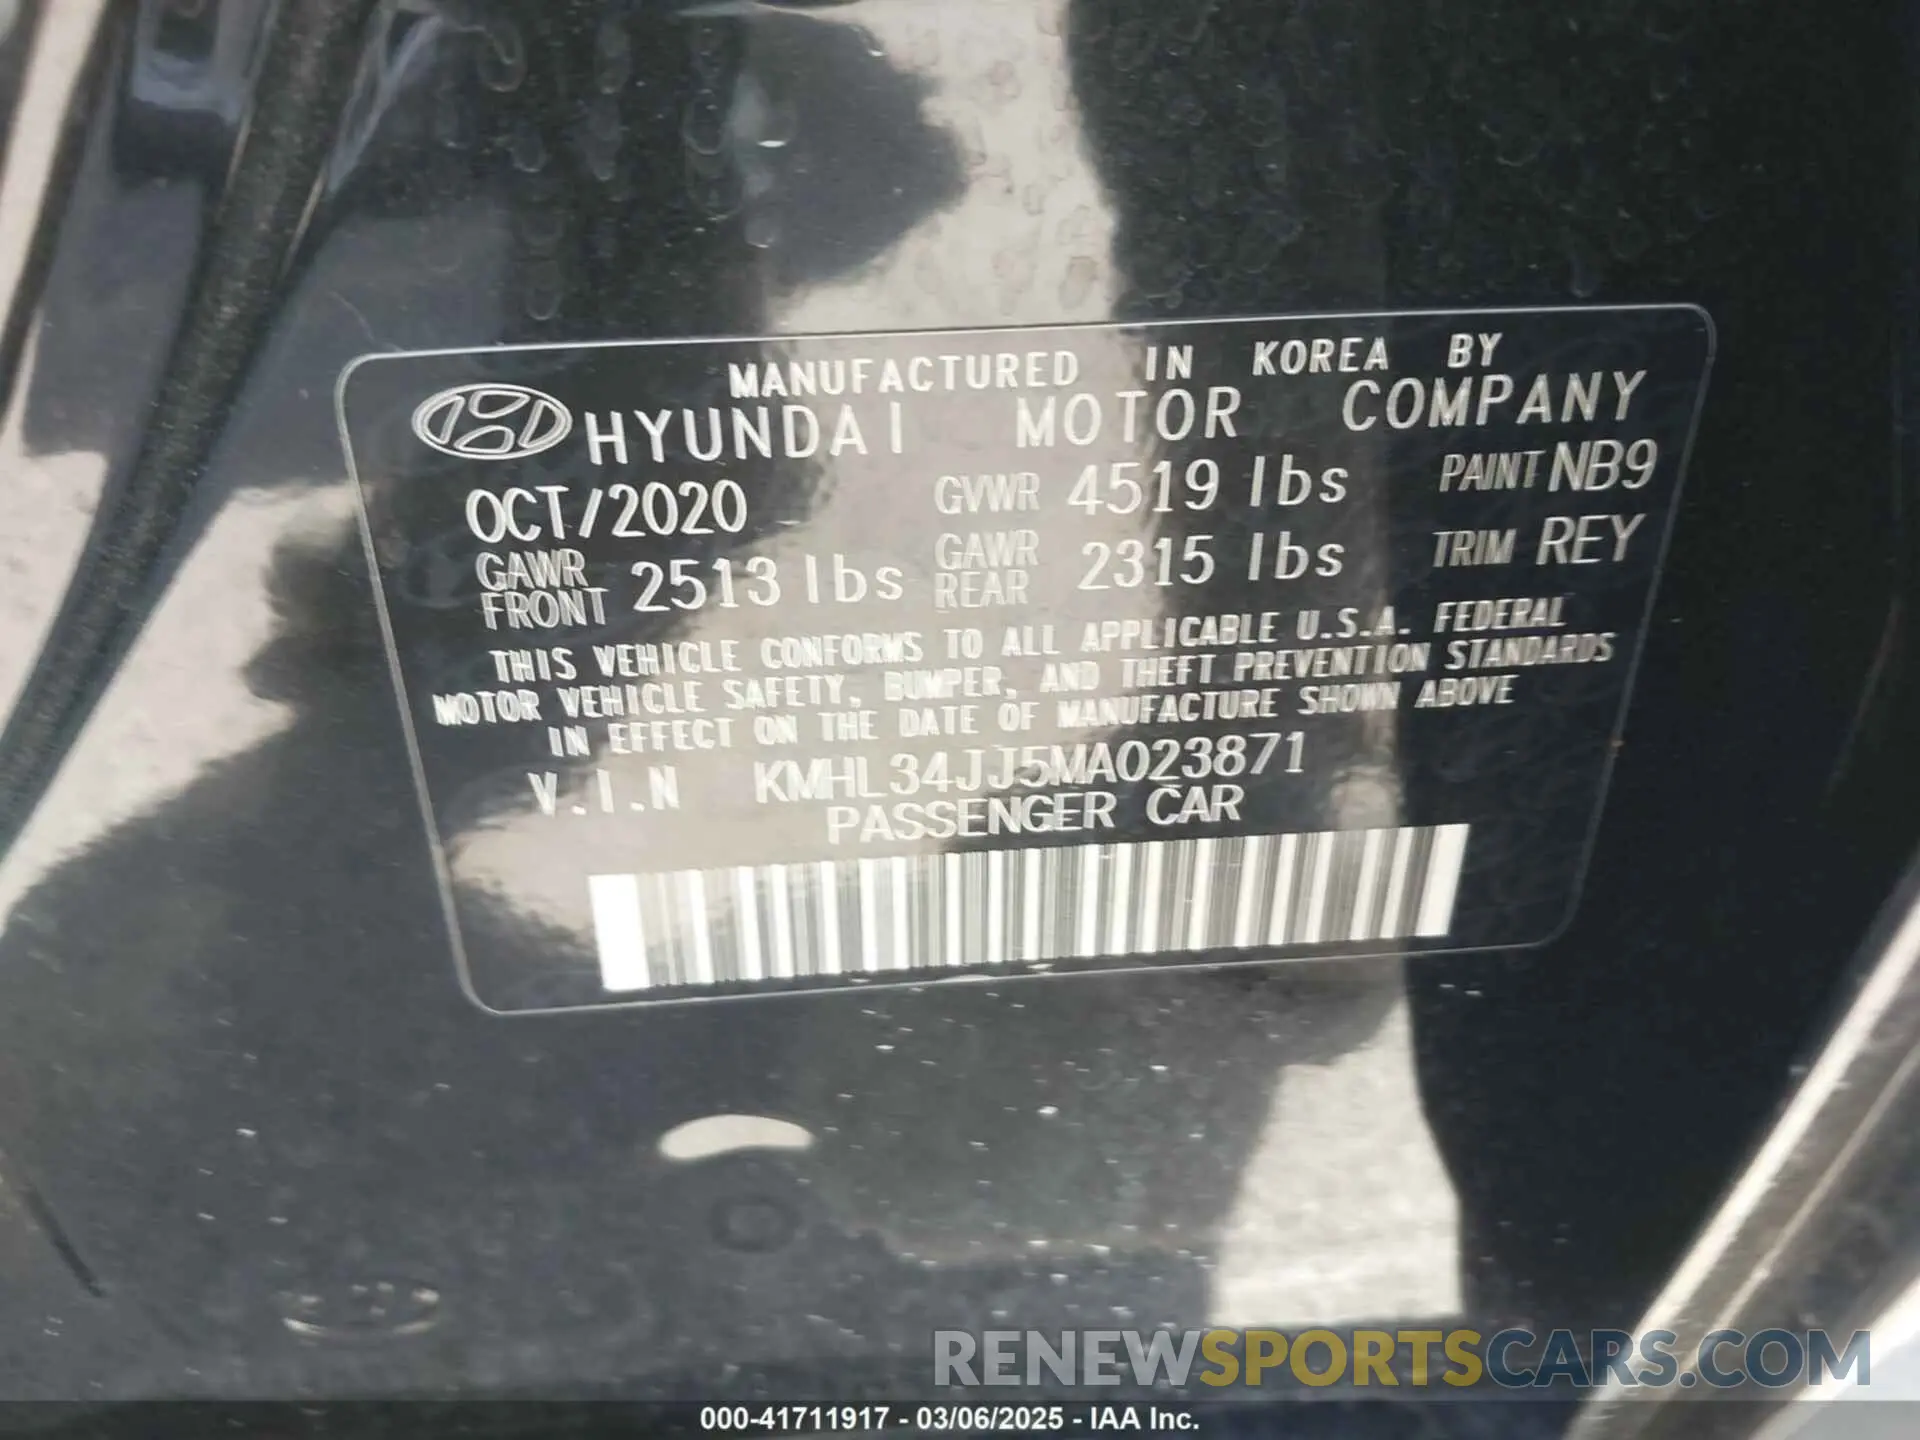 MANUFACTURED IN KOREA BY
HYUNDAI MOTOR COMPANY
OCT/2020 GVWR 4519 lbs PAINT NB9
GAWR FRONT 2513 lbs GAWR REAR 2315 lbs TRIM REY
THIS VEHICLE CONFORMS TO ALL APPLICABLE U.S.A. FEDERAL
MOTOR VEHICLE SAFETY, BUMPER, AND THEFT PREVENTION STANDARDS
IN EFFECT ON THE DATE OF MANUFACTURE SHOWN ABOVE
V.I.N KMHL34JJ5MA023871
PASSENGER CAR
RENEWSPORTSCARS.COM
000-41711917 - 03/06/2025 - IAA Inc.